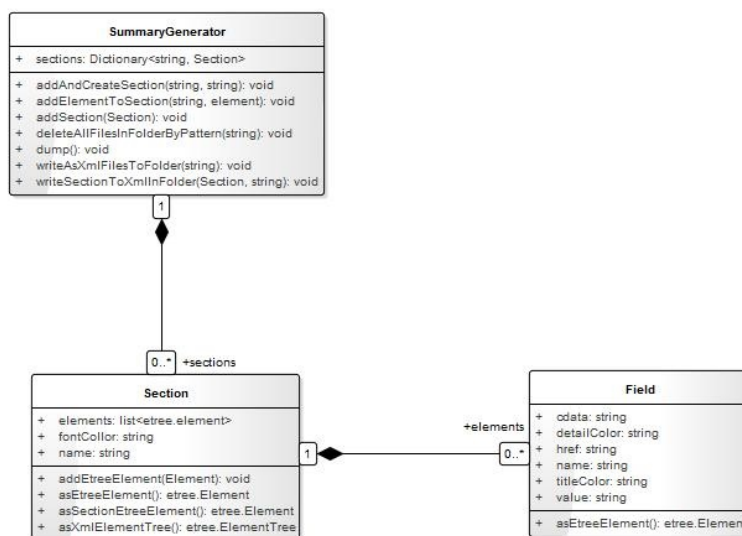 SummaryGenerator
+ sections: Dictionary<string, Section>
+ addAndCreateSection(string, string): void
+ addElementToSection(string, element): void
+ addSection(Section): void
+ deleteAllFilesInFolderByPattern(string): void
+ dump(): void
+ writeAsXmlFilesToFolder(string): void
+ writeSectionToXmlInFolder(Section, string): void
1
0..* +sections
Section
+ elements: list<etree.element>
+ fontCollor: string
+ name: string
+ addEtreeElement(Element): void
+ asEtreeElement(): etree.Element
+ asSectionEtreeElement(): etree.Element
+ asXmlElementTree(): etree.ElementTree
1
+elements
0..*
Field
+ cdata: string
+ detailColor: string
+ href: string
+ name: string
+ titleColor: string
+ value: string
+ asEtreeElement(): etree.Elemen